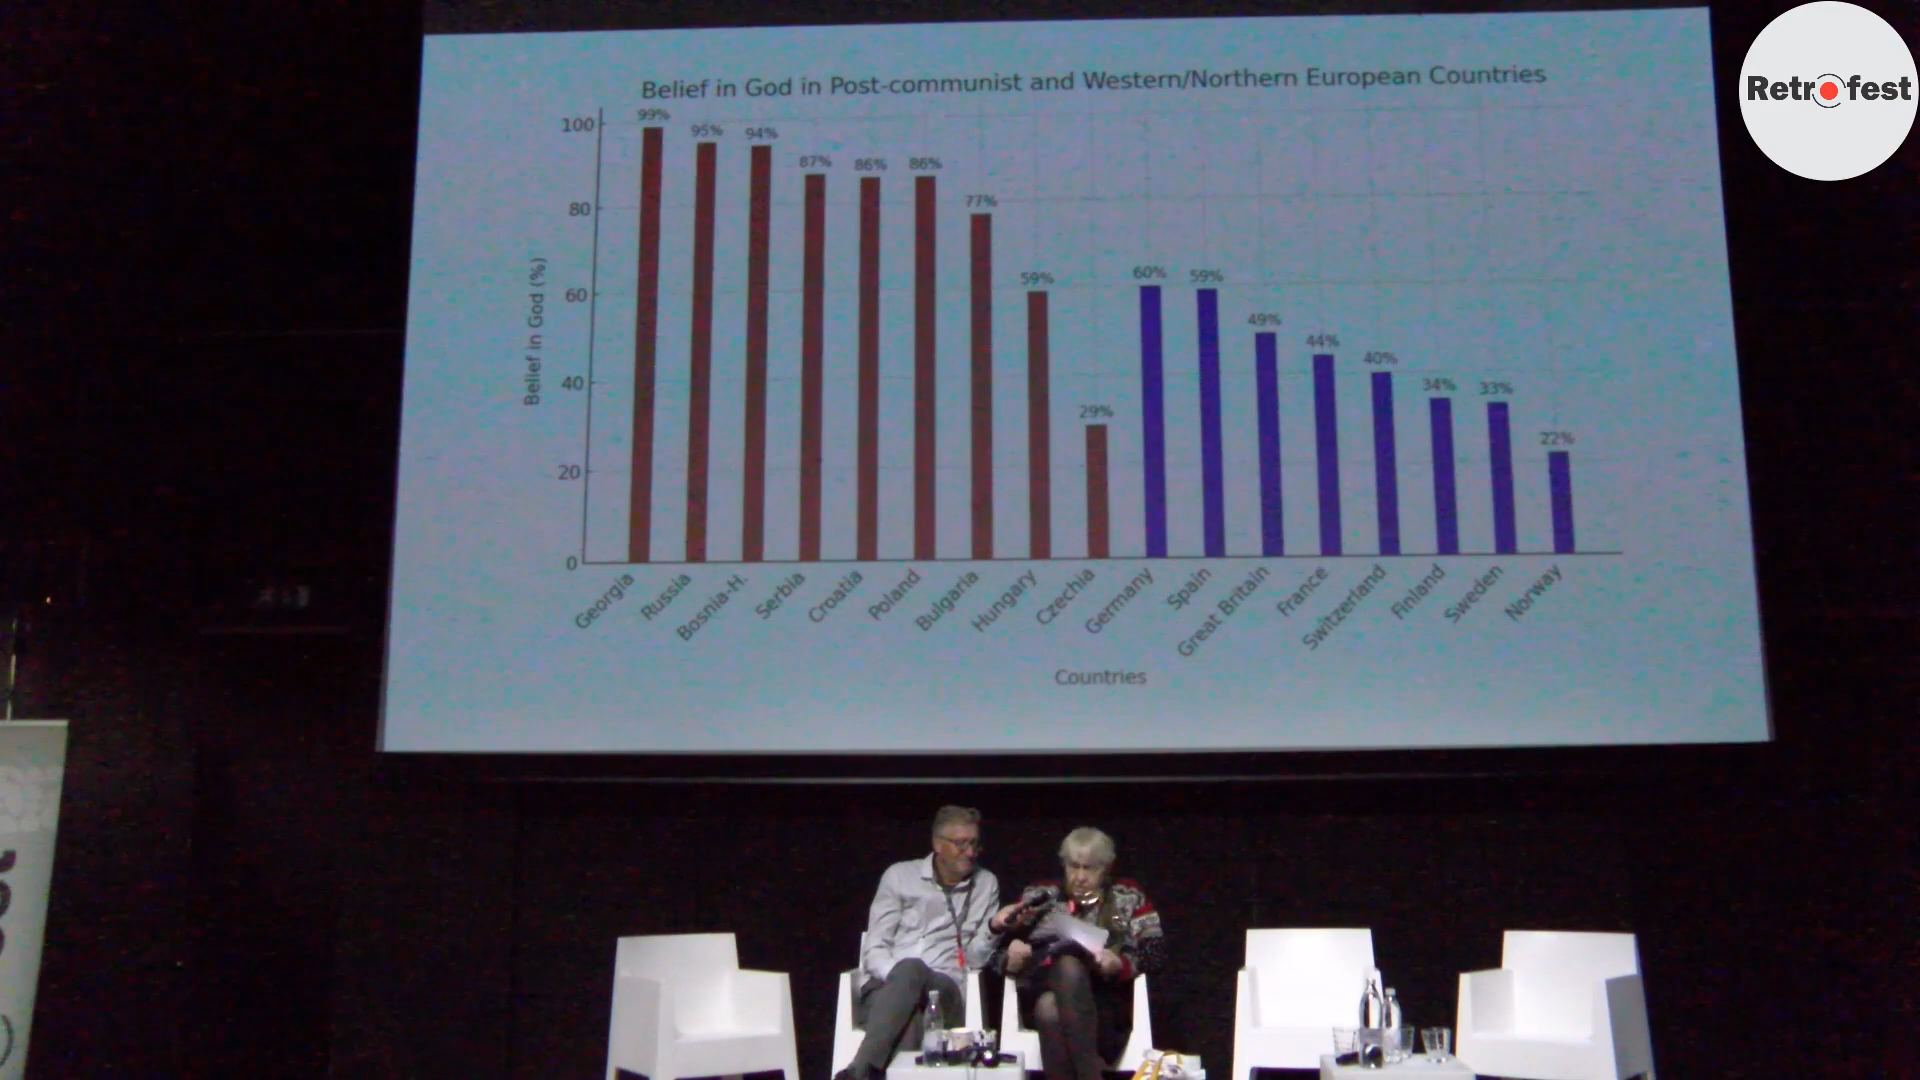 Retrofest
Belief in God in Post-communist and Western/Northern European Countries
Belief in God (%)
100
80
60
40
20
0
99%
95%
94%
87%
86%
86%
77%
59%
29%
60%
59%
49%
44%
40%
34%
33%
22%
Georgia
Russia
Bosnia-H.
Serbia
Croatia
Poland
Bulgaria
Hungary
Czechia
Germany
Spain
Great Britain
France
Switzerland
Finland
Sweden
Norway
Countries